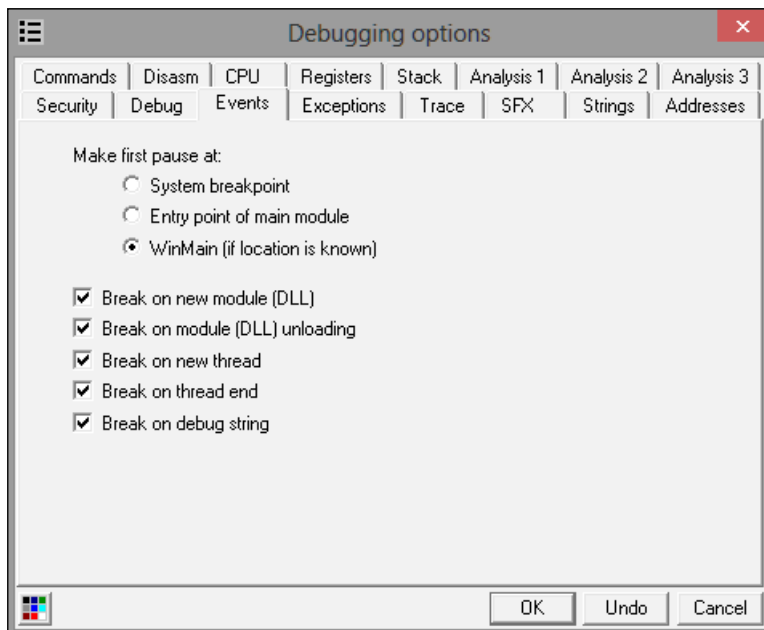 Debugging options
Commands Disasm CPU Registers Stack Analysis 1 Analysis 2 Analysis 3
Security Debug Events Exceptions Trace SFX Strings Addresses
Make first pause at:
System breakpoint
Entry point of main module
WinMain (if location is known)
Break on new module (DLL)
Break on module (DLL) unloading
Break on new thread
Break on thread end
Break on debug string
OK Undo Cancel